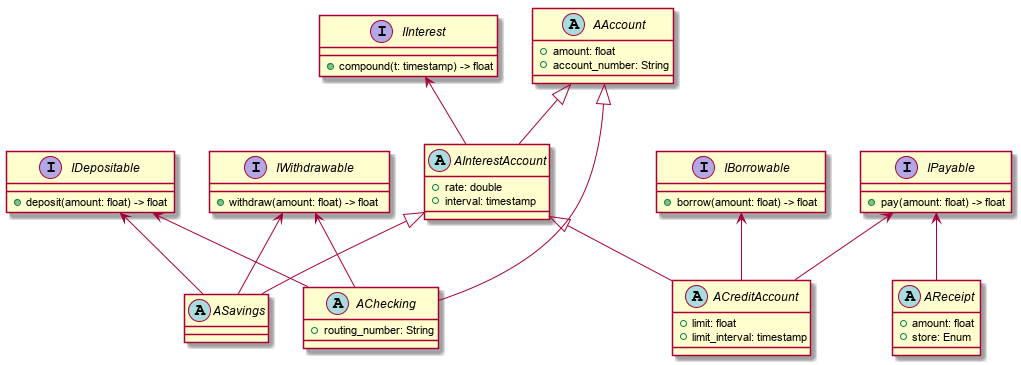 I IInterest
compound(t: timestamp) -> float
A AAccount
amount: float
account_number: String
I IDepositable
deposit(amount: float) -> float
I IWithdrawable
withdraw(amount: float) -> float
A AInterestAccount
rate: double
interval: timestamp
I IBorrowable
borrow(amount: float) -> float
I IPayable
pay(amount: float) -> float
A ASavings
A AChecking
routing_number: String
A ACreditAccount
limit: float
limit_interval: timestamp
A AReceipt
amount: float
store: Enum